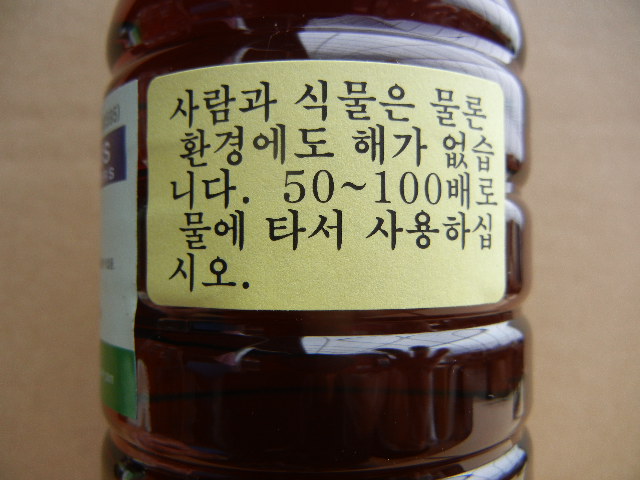 사람과 식물은 물론
환경에도 해가 없습
니다. 50~100배로
물에 타서 사용하십
시오.
S